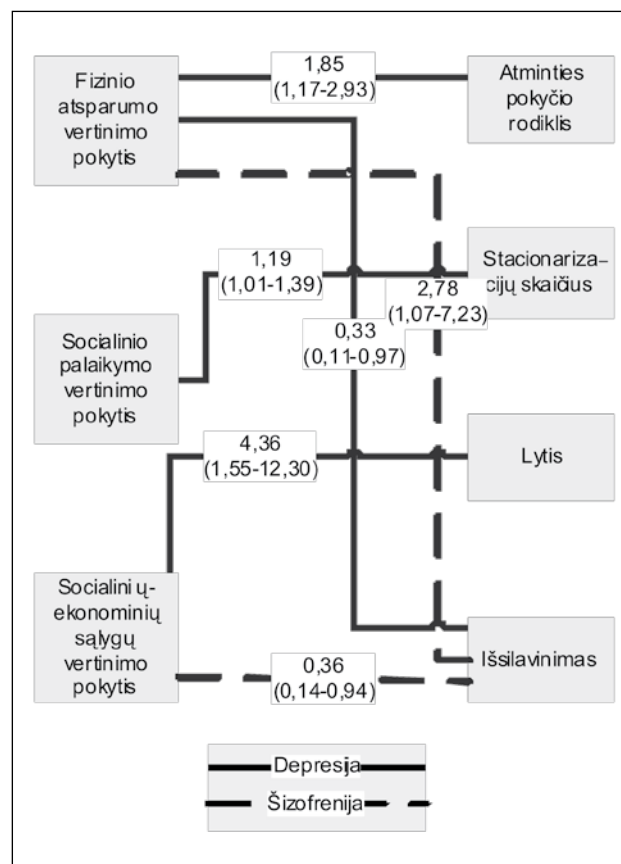 Fizinio
atsparumo
vertinimo
pokytis
1,85
(1,17-2,93)
Atminties
pokyčio
rodiklis
1,19
(1,01-1,39)
Stacionariza–
cijų skaičius
2,78
(1,07-7,23)
0,33
(0,11-0,97)
Socialinio
palaikymo
vertinimo
pokytis
4,36
(1,55-12,30)
Lytis
Socialinių-
ekonominių
sąlygų
vertinimo
pokytis
0,36
(0,14-0,94)
Išsilavinimas
Depresija
Šizofrenija